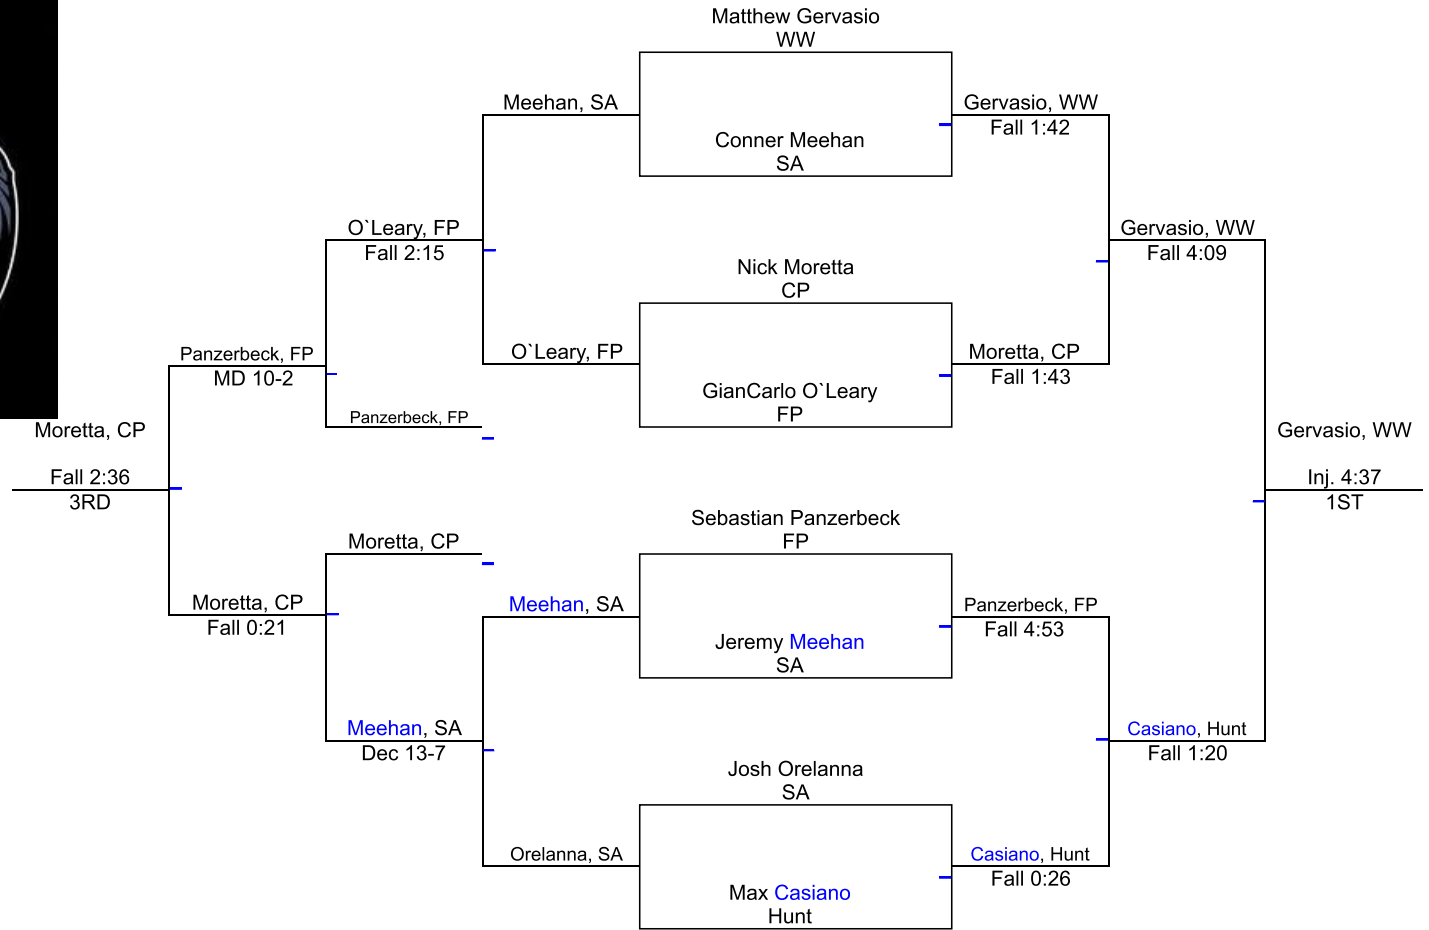 Matthew Gervasio
WW
Meehan, SA
Gervasio, WW
Fall 1:42
Conner Meehan
SA
O`Leary, FP
Fall 2:15
Gervasio, WW
Fall 4:09
Nick Moretta
CP
O`Leary, FP
Moretta, CP
Fall 1:43
Panzerbeck, FP
MD 10-2
GianCarlo O`Leary
FP
Panzerbeck, FP
Moretta, CP
Fall 2:36
3RD
Gervasio, WW
Inj. 4:37
1ST
Sebastian Panzerbeck
FP
Moretta, CP
Moretta, CP
Fall 0:21
Meehan, SA
Panzerbeck, FP
Fall 4:53
Jeremy Meehan
SA
Meehan, SA
Dec 13-7
Casiano, Hunt
Fall 1:20
Josh Orelanna
SA
Orelanna, SA
Casiano, Hunt
Fall 0:26
Max Casiano
Hunt